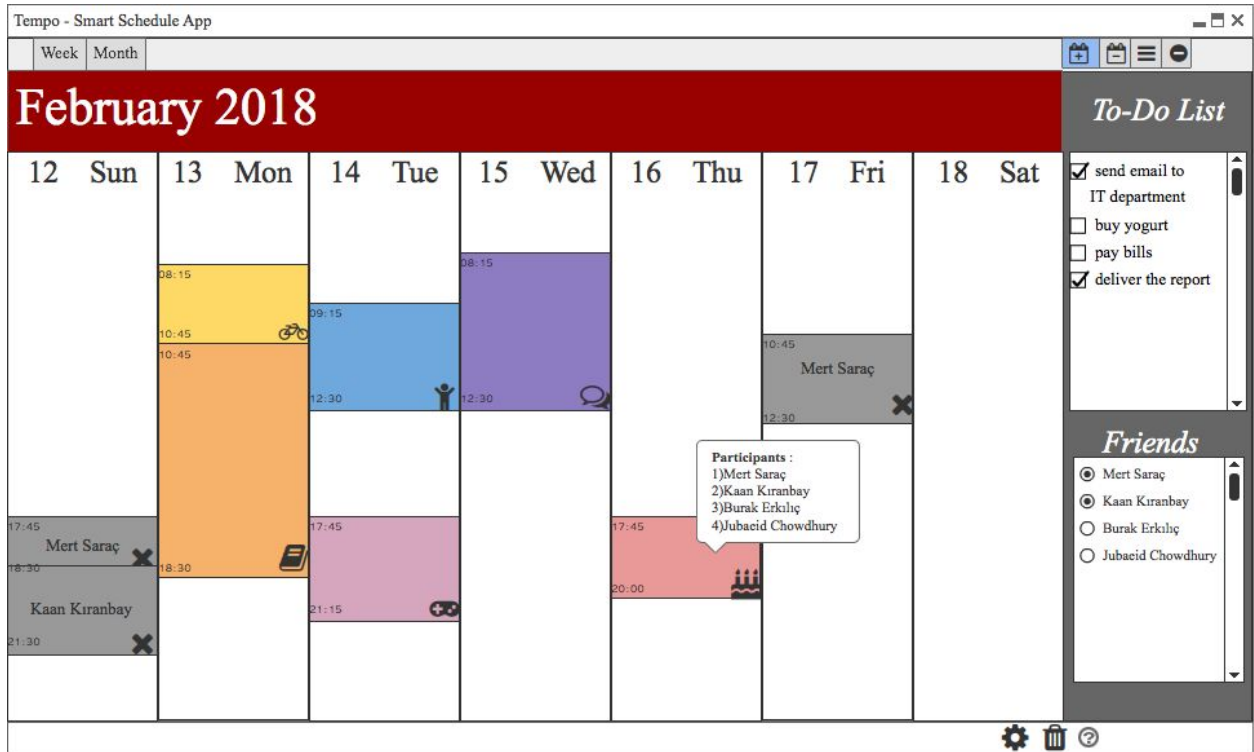 Tempo - Smart Schedule App
Week Month
February 2018
12 Sun 13 Mon 14 Tue 15 Wed 16 Thu 17 Fri 18 Sat
17:45
Mert Saraç
18:30
Kaan Kıranbay
21:30
08:15
10:45
10:45
18:30
09:15
12:30
17:45
21:15
08:15
12:30
17:45
20:00
Participants :
1)Mert Saraç
2)Kaan Kıranbay
3)Burak Erkılıç
4)Jubaeid Chowdhury
10:45
Mert Saraç
12:30
To-Do List
send email to
IT department
buy yogurt
pay bills
deliver the report
Friends
Mert Saraç
Kaan Kıranbay
Burak Erkılıç
Jubaeid Chowdhury